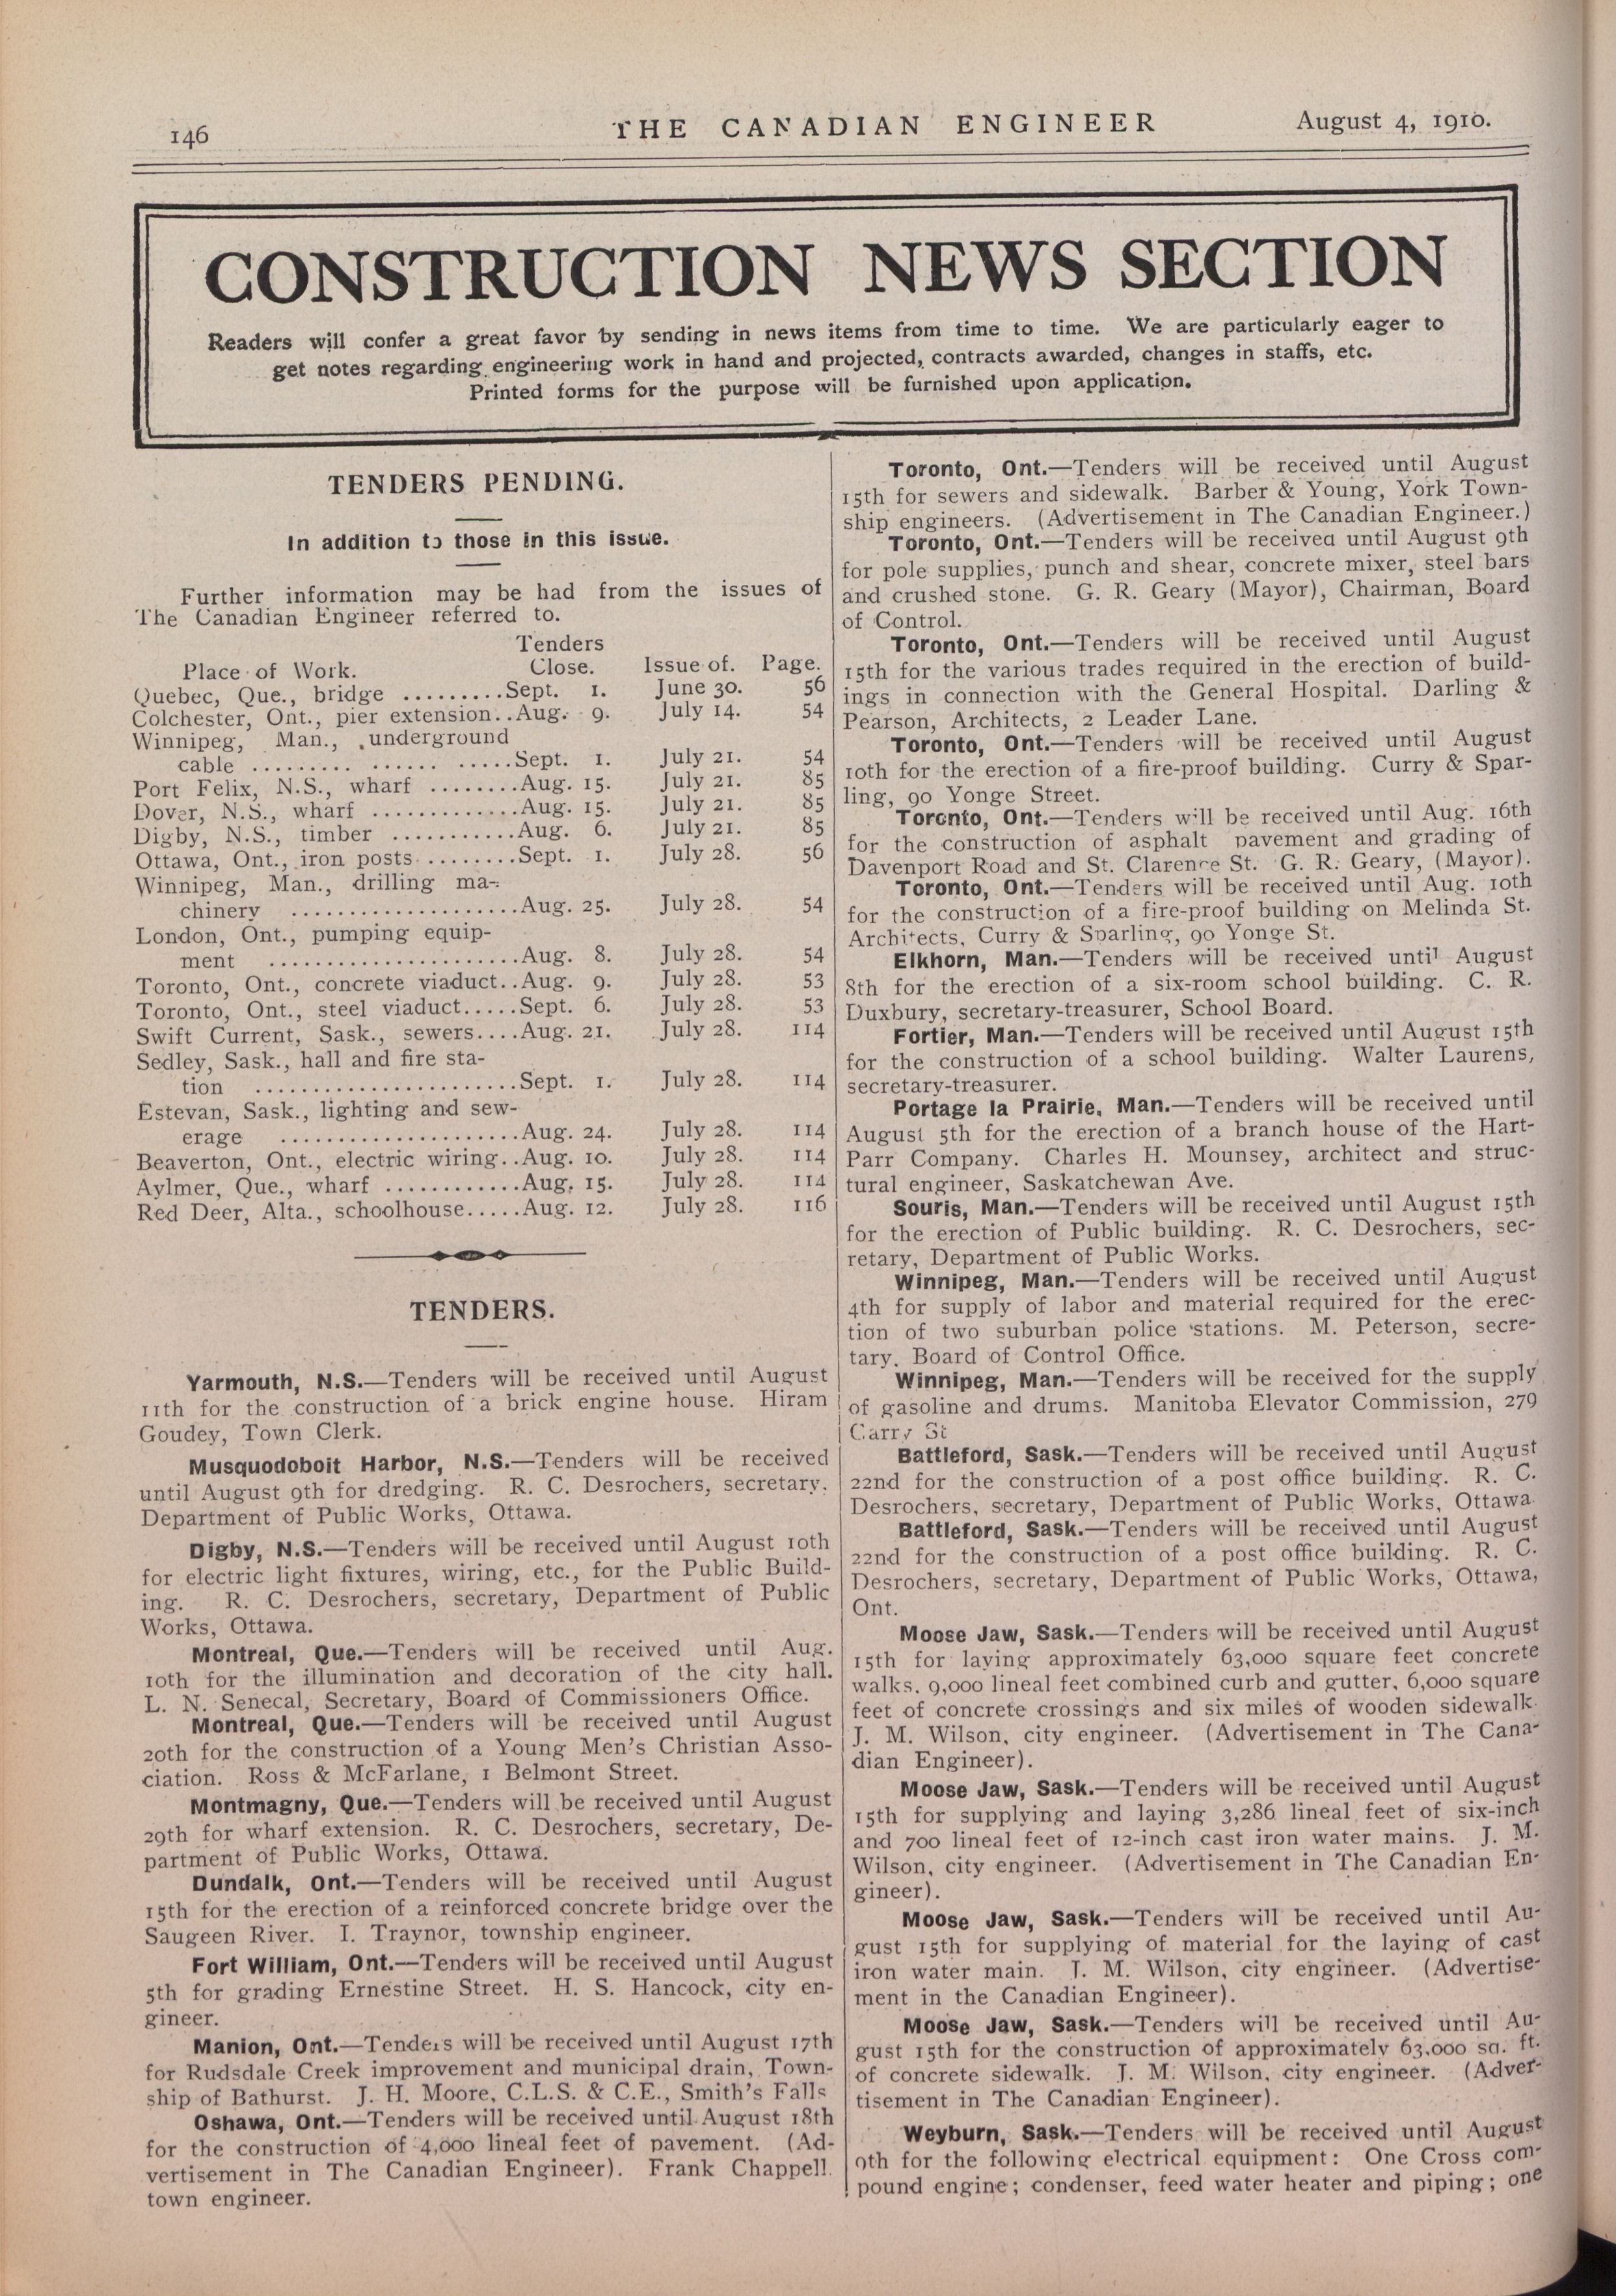 146
THE CANADIAN ENGINEER
August 4, 1910.
CONSTRUCTION NEWS SECTION
Readers will confer a great favor by sending in news items from time to time. We are particularly eager to
get notes regarding engineering work in hand and projected, contracts awarded, changes in staffs, etc.
Printed forms for the purpose will be furnished upon application.
TENDERS PENDING.
In addition to those in this issue.
Further information may be had from the issues of
The Canadian Engineer referred to.
Tenders
Place of Work. Close. Issue of. Page.
Quebec, Que., bridge .........Sept. 1. June 30. 56
Colchester, Ont., pier extension..Aug. 9. July 14. 54
Winnipeg, Man., underground
cable ......... ...... .....Sept. 1. July 21. 54
Port Felix, N.S., wharf ........Aug. 15. July 21. 85
Dover, N.S., wharf .............Aug. 15. July 21. 85
Digby, N.S., timber ...........Aug. 6. July 21. 85
Ottawa, Ont., iron posts ........Sept. 1. July 28. 56
Winnipeg, Man., drilling ma-
chinery ....................Aug. 25. July 28. 54
London, Ont., pumping equip-
ment ......................Aug. 8. July 28. 54
Toronto, Ont., concrete viaduct..Aug. 9. July 28. 53
Toronto, Ont., steel viaduct.....Sept. 6. July 28. 53
Swift Current, Sask., sewers....Aug. 21. July 28. 114
Sedley, Sask., hall and fire sta-
tion .......................Sept. 1. July 28. 114
Estevan, Sask., lighting and sew-
erage .....................Aug. 24. July 28. 114
Beaverton, Ont., electric wiring..Aug. 10. July 28. 114
Aylmer, Que., wharf ............Aug. 15. July 28. 114
Red Deer, Alta., schoolhouse.....Aug. 12. July 28. 116
TENDERS.
Yarmouth, N.S.—Tenders will be received until August
11th for the construction of a brick engine house. Hiram
Goudey, Town Clerk.
Musquodoboit Harbor, N.S.—Tenders will be received
until August 9th for dredging. R. C. Desrochers, secretary,
Department of Public Works, Ottawa.
Digby, N.S.—Tenders will be received until August 10th
for electric light fixtures, wiring, etc., for the Public Build-
ing. R. C. Desrochers, secretary, Department of Public
Works, Ottawa.
Montreal, Que.—Tenders will be received until Aug.
10th for the illumination and decoration of the city hall.
L. N. Senecal, Secretary, Board of Commissioners Office.
Montreal, Que.—Tenders will be received until August
20th for the construction of a Young Men's Christian Asso-
ciation. Ross & McFarlane, 1 Belmont Street.
Montmagny, Que.—Tenders will be received until August
29th for wharf extension. R. C. Desrochers, secretary, De-
partment of Public Works, Ottawa.
Dundalk, Ont.—Tenders will be received until August
15th for the erection of a reinforced concrete bridge over the
Saugeen River. I. Traynor, township engineer.
Fort William, Ont.—Tenders will be received until August
5th for grading Ernestine Street. H. S. Hancock, city en-
gineer.
Manion, Ont.—Tenders will be received until August 17th
for Rudsdale Creek improvement and municipal drain, Town-
ship of Bathurst. J. H. Moore, C.L.S. & C.E., Smith's Falls
Oshawa, Ont.—Tenders will be received until August 18th
for the construction of 4,000 lineal feet of pavement. (Ad-
vertisement in The Canadian Engineer). Frank Chappell
town engineer.
Toronto, Ont.—Tenders will be received until August
15th for sewers and sidewalk. Barber & Young, York Town-
ship engineers. (Advertisement in The Canadian Engineer.)
Toronto, Ont.—Tenders will be received until August 9th
for pole supplies, punch and shear, concrete mixer, steel bars
and crushed stone. G. R. Geary (Mayor), Chairman, Board
of Control.
Toronto, Ont.—Tenders will be received until August
15th for the various trades required in the erection of build-
ings in connection with the General Hospital. Darling &
Pearson, Architects, 2 Leader Lane.
Toronto, Ont.—Tenders will be received until August
10th for the erection of a fire-proof building. Curry & Spar-
ling, 90 Yonge Street.
Toronto, Ont.—Tenders will be received until Aug. 16th
for the construction of asphalt pavement and grading of
Davenport Road and St. Clarence St. G. R. Geary, (Mayor).
Toronto, Ont.—Tenders will be received until Aug. 10th
for the construction of a fire-proof building on Melinda St.
Architects, Curry & Sparling, 90 Yonge St.
Elkhorn, Man.—Tenders will be received until August
8th for the erection of a six-room school building. C. R.
Duxbury, secretary-treasurer, School Board.
Fortier, Man.—Tenders will be received until August 15th
for the construction of a school building. Walter Laurens,
secretary-treasurer.
Portage la Prairie, Man.—Tenders will be received until
August 5th for the erection of a branch house of the Hart-
Parr Company. Charles H. Mounsey, architect and struc-
tural engineer, Saskatchewan Ave.
Souris, Man.—Tenders will be received until August 15th
for the erection of Public building. R. C. Desrochers, sec-
retary, Department of Public Works.
Winnipeg, Man.—Tenders will be received until August
4th for supply of labor and material required for the erec-
tion of two suburban police stations. M. Peterson, secre-
tary, Board of Control Office.
Winnipeg, Man.—Tenders will be received for the supply
of gasoline and drums. Manitoba Elevator Commission, 279
Garry St
Battleford, Sask.—Tenders will be received until August
22nd for the construction of a post office building. R. C.
Desrochers, secretary, Department of Public Works, Ottawa.
Battleford, Sask.—Tenders will be received until August
22nd for the construction of a post office building. R. C.
Desrochers, secretary, Department of Public Works, Ottawa,
Ont.
Moose Jaw, Sask.—Tenders will be received until August
15th for laying approximately 63,000 square feet concrete
walks, 9,000 lineal feet combined curb and gutter, 6,000 square
feet of concrete crossings and six miles of wooden sidewalk.
J. M. Wilson, city engineer. (Advertisement in The Cana-
dian Engineer).
Moose Jaw, Sask.—Tenders will be received until August
15th for supplying and laying 3,286 lineal feet of six-inch
and 700 lineal feet of 12-inch cast iron water mains. J. M.
Wilson, city engineer. (Advertisement in The Canadian En-
gineer).
Moose Jaw, Sask.—Tenders will be received until Au-
gust 15th for supplying of material for the laying of cast
iron water main. J. M. Wilson, city engineer. (Advertise-
ment in the Canadian Engineer).
Moose Jaw, Sask.—Tenders will be received until Au-
gust 15th for the construction of approximately 63,000 sq. ft.
of concrete sidewalk. J. M. Wilson, city engineer. (Adver-
tisement in The Canadian Engineer).
Weyburn, Sask.—Tenders will be received until August
9th for the following electrical equipment: One Cross com-
pound engine; condenser, feed water heater and piping; one